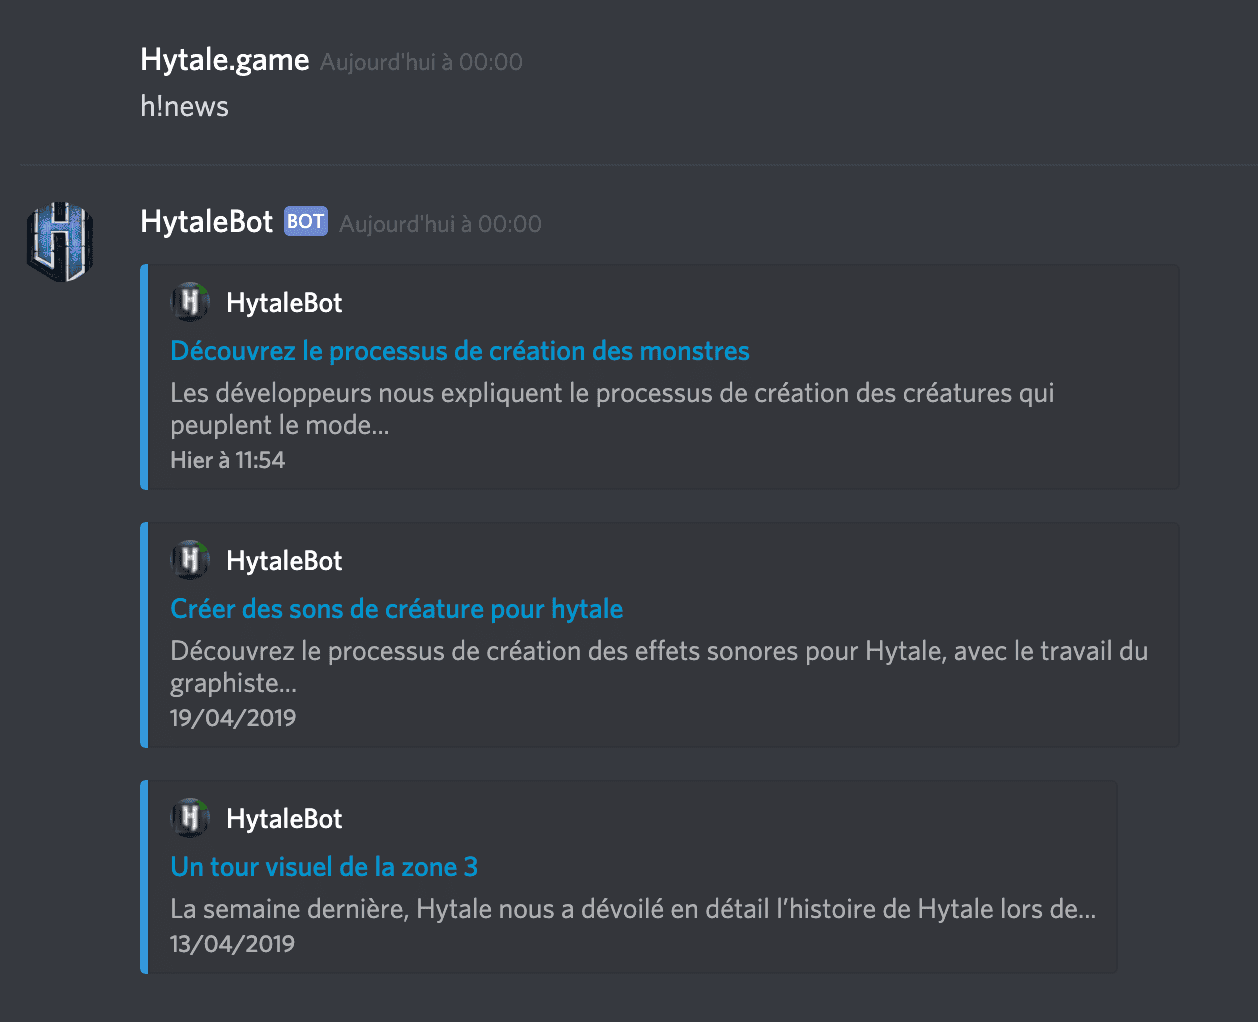 Hytale.game Aujourd'hui à 00:00
h!news
HytaleBot BOT Aujourd'hui à 00:00
HytaleBot
Découvrez le processus de création des monstres
Les développeurs nous expliquent le processus de création des créatures qui
peuplent le mode...
Hier à 11:54
HytaleBot
Créer des sons de créature pour hytale
Découvrez le processus de création des effets sonores pour Hytale, avec le travail du
graphiste...
19/04/2019
HytaleBot
Un tour visuel de la zone 3
La semaine dernière, Hytale nous a dévoilé en détail l’histoire de Hytale lors de...
13/04/2019